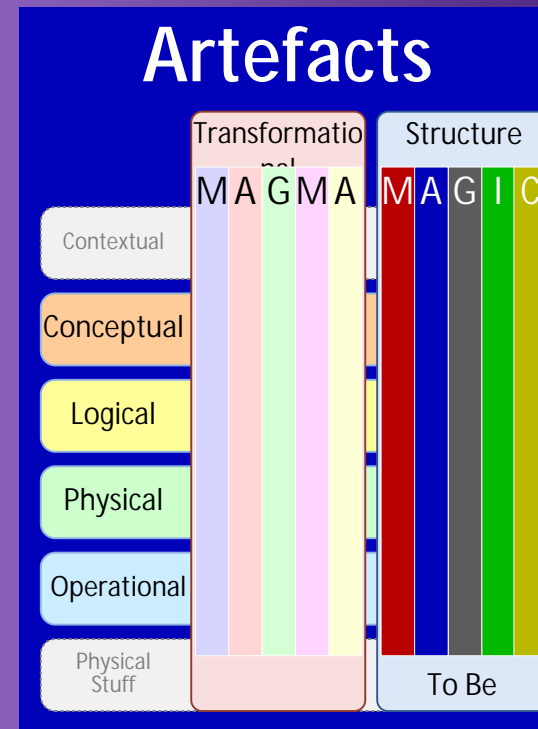 Artefacts
Transformatio
Structure
M A G M A
M A G I C
Contextual
Conceptual
Logical
Physical
Operational
Physical
Stuff
To Be